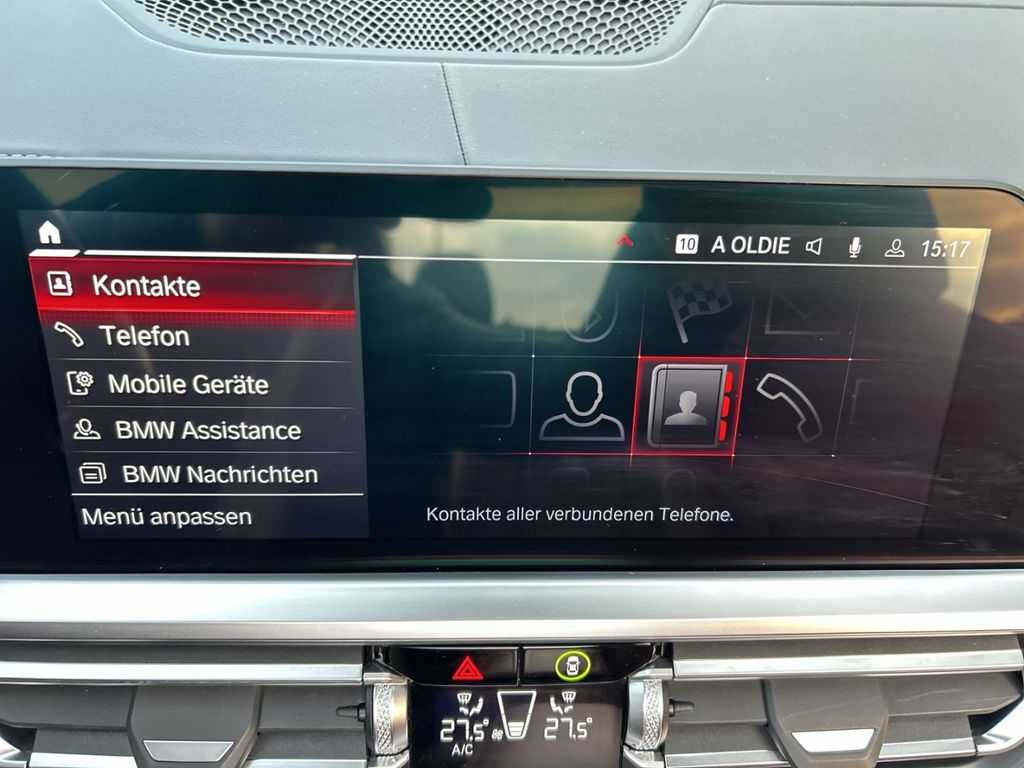 10 A OLDIE 15:17
Kontakte
Telefon
Mobile Geräte
BMW Assistance
BMW Nachrichten
Menü anpassen
Kontakte aller verbundenen Telefone.
27.5° 27.5°
A/C